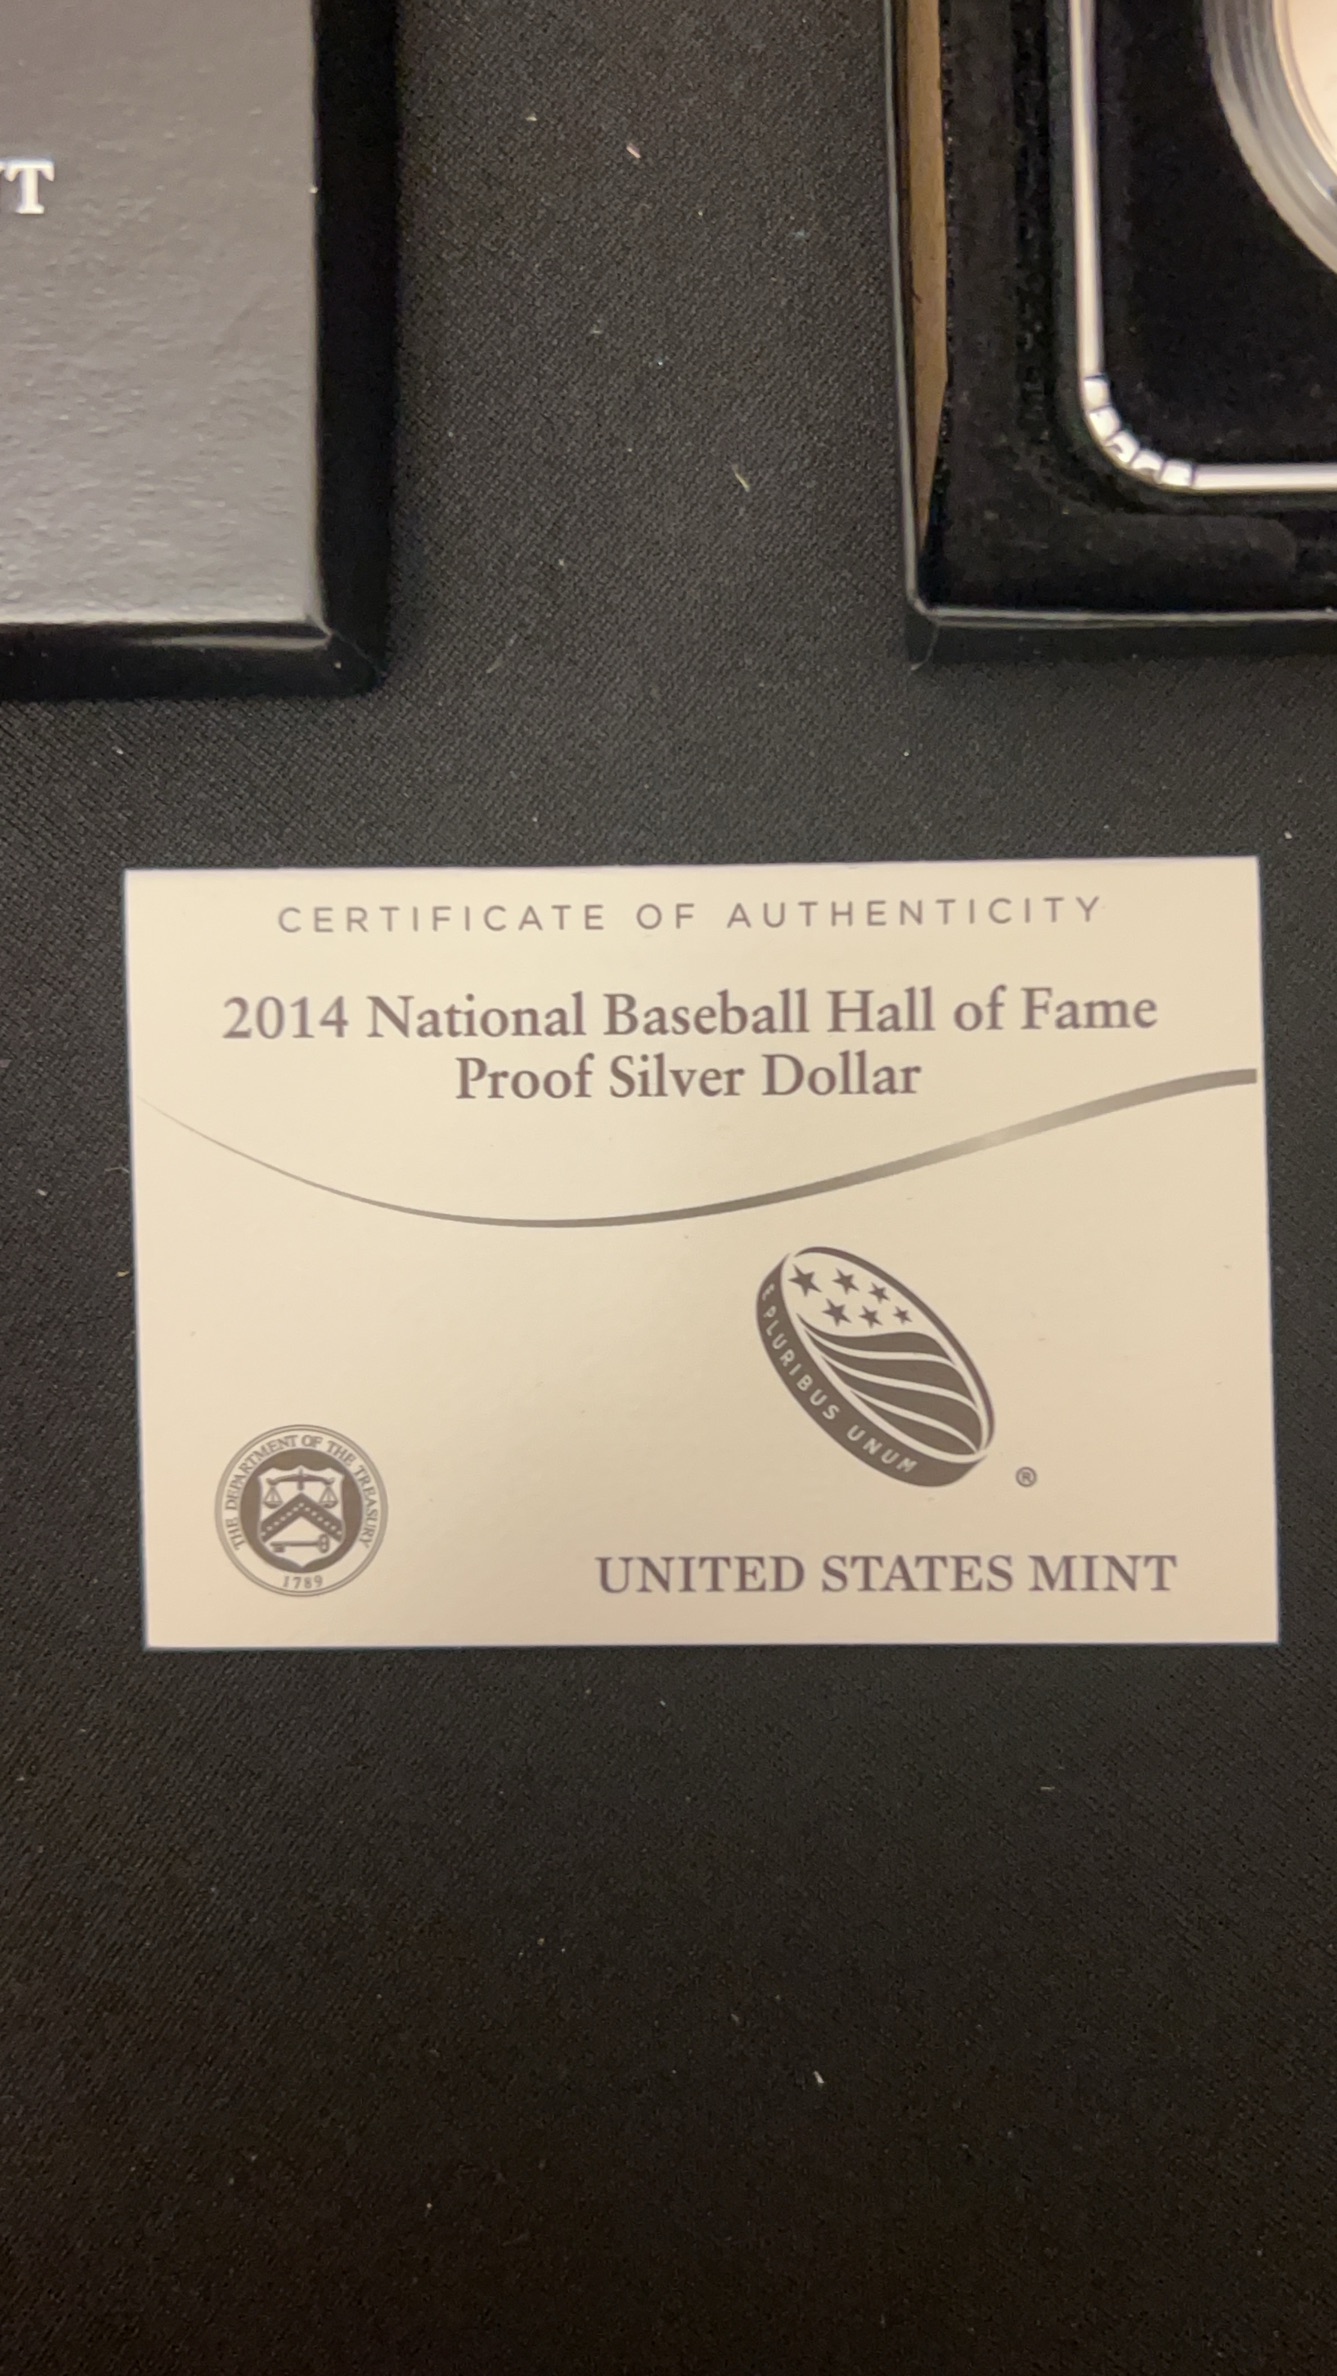 T
CERTIFICATE OF AUTHENTICITY
2014 National Baseball Hall of Fame
Proof Silver Dollar
E PLURIBUS UNUM
®
THE DEPARTMENT OF THE TREASURY
1789
UNITED STATES MINT